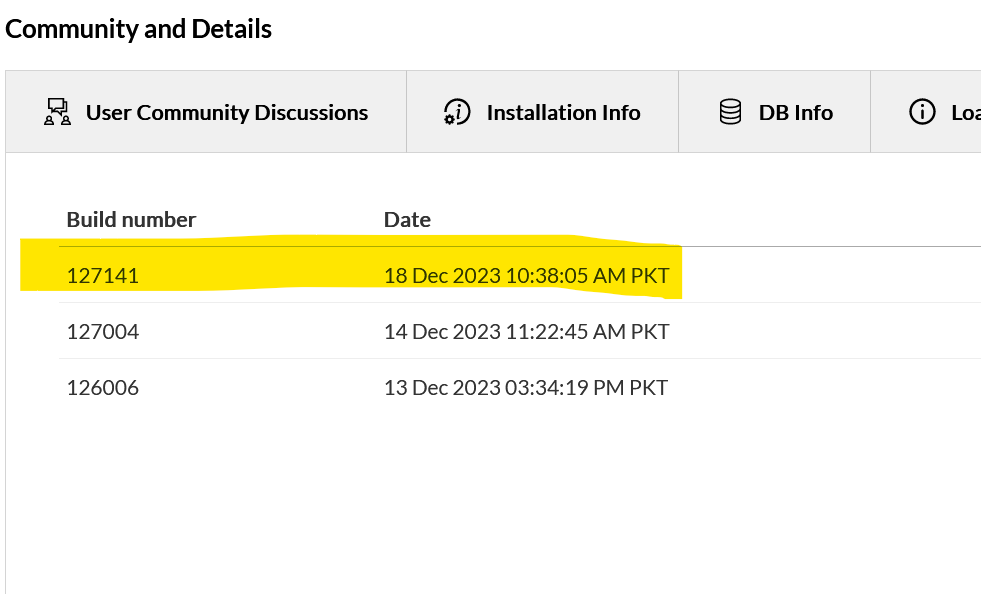 Community and Details
User Community Discussions Installation Info DB Info
Build number Date
127141 18 Dec 2023 10:38:05 AM PKT
127004 14 Dec 2023 11:22:45 AM PKT
126006 13 Dec 2023 03:34:19 PM PKT